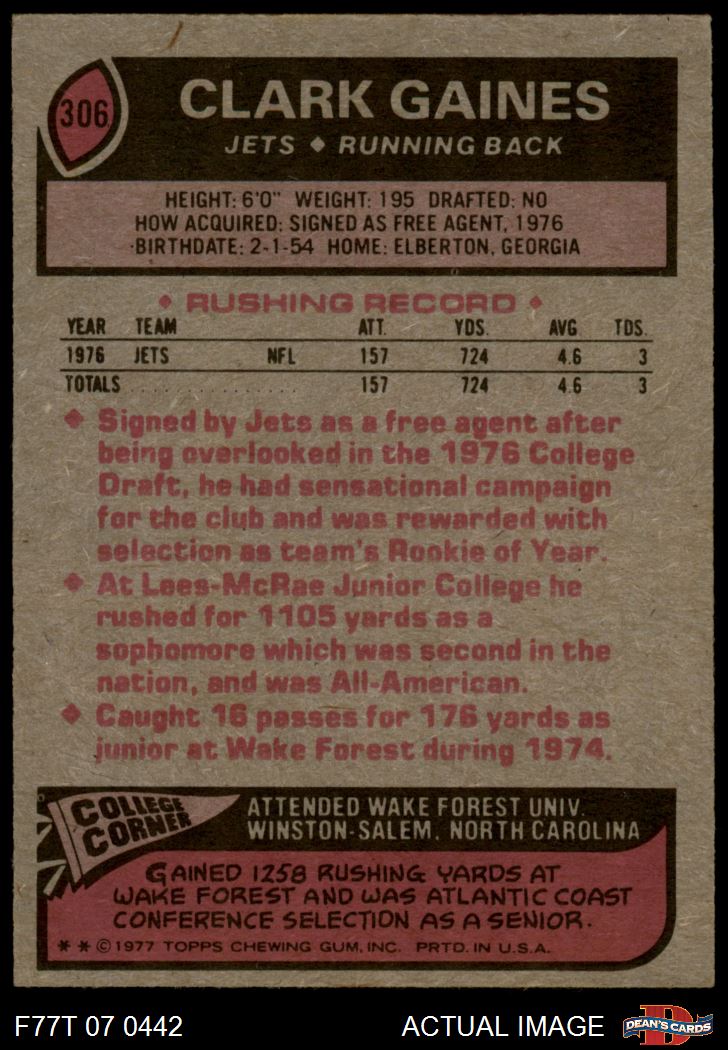 306
CLARK GAINES
JETS ♦ RUNNING BACK
HEIGHT: 6'0" WEIGHT: 195 DRAFTED: NO
HOW ACQUIRED: SIGNED AS FREE AGENT, 1976
BIRTHDATE: 2-1-54 HOME: ELBERTON, GEORGIA
♦ RUSHING RECORD ♦
YEAR TEAM ATT. YDS. AVG TDS.
1976 JETS NFL 157 724 4.6 3
TOTALS . . . . . . . . . . . . . . . . 157 724 4.6 3
♦ Signed by Jets as a free agent after
being overlooked in the 1976 College
Draft, he had sensational campaign
for the club and was rewarded with
selection as team's Rookie of Year.
♦ At Lees-McRae Junior College he
rushed for 1105 yards as a
sophomore which was second in the
nation, and was All-American.
♦ Caught 16 passes for 176 yards as
junior at Wake Forest during 1974.
COLLEGE
CORNER
ATTENDED WAKE FOREST UNIV.
WINSTON-SALEM, NORTH CAROLINA
GAINED 1258 RUSHING YARDS AT
WAKE FOREST AND WAS ATLANTIC COAST
CONFERENCE SELECTION AS A SENIOR.
* * © 1977 TOPPS CHEWING GUM, INC. PRTD. IN U.S.A.
F77T 07 0442 ACTUAL IMAGE
D
DEAN'S CARDS